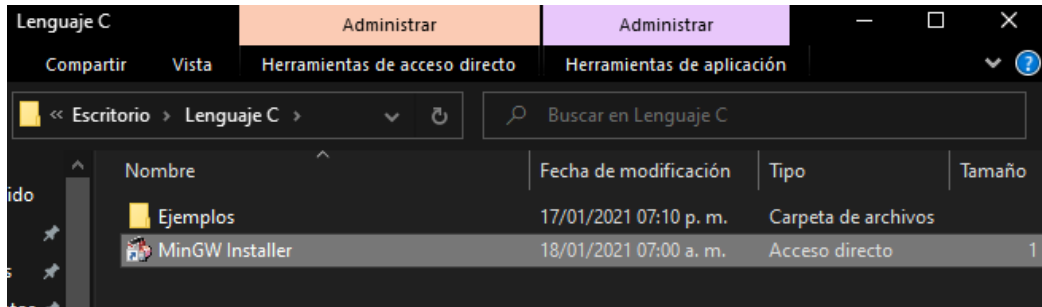 Lenguaje C Administrar Administrar
Compartir Vista Herramientas de acceso directo Herramientas de aplicación
« Escritorio > Lenguaje C > Buscar en Lenguaje C
Nombre Fecha de modificación Tipo Tamaño
ido
Ejemplos 17/01/2021 07:10 p. m. Carpeta de archivos
MinGW Installer 18/01/2021 07:00 a. m. Acceso directo 1
s